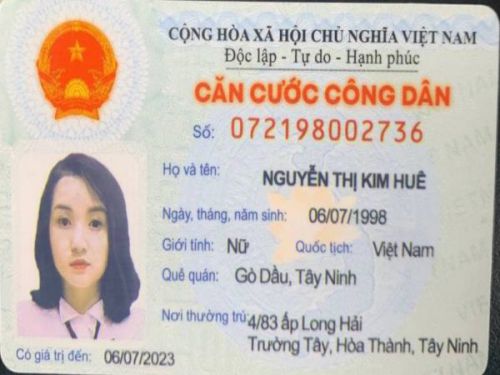 CỘNG HÒA XÃ HỘI CHỦ NGHĨA VIỆT NAM
Độc lập - Tự do - Hạnh phúc
CĂN CƯỚC CÔNG DÂN
Số: 072198002736
Họ và tên:
NGUYỄN THỊ KIM HUÊ
Ngày, tháng, năm sinh: 06/07/1998
Giới tính: Nữ Quốc tịch: Việt Nam
Quê quán: Gò Dầu, Tây Ninh
Nơi thường trú: 4/83 ấp Long Hải
Trường Tây, Hòa Thành, Tây Ninh
Có giá trị đến: 06/07/2023